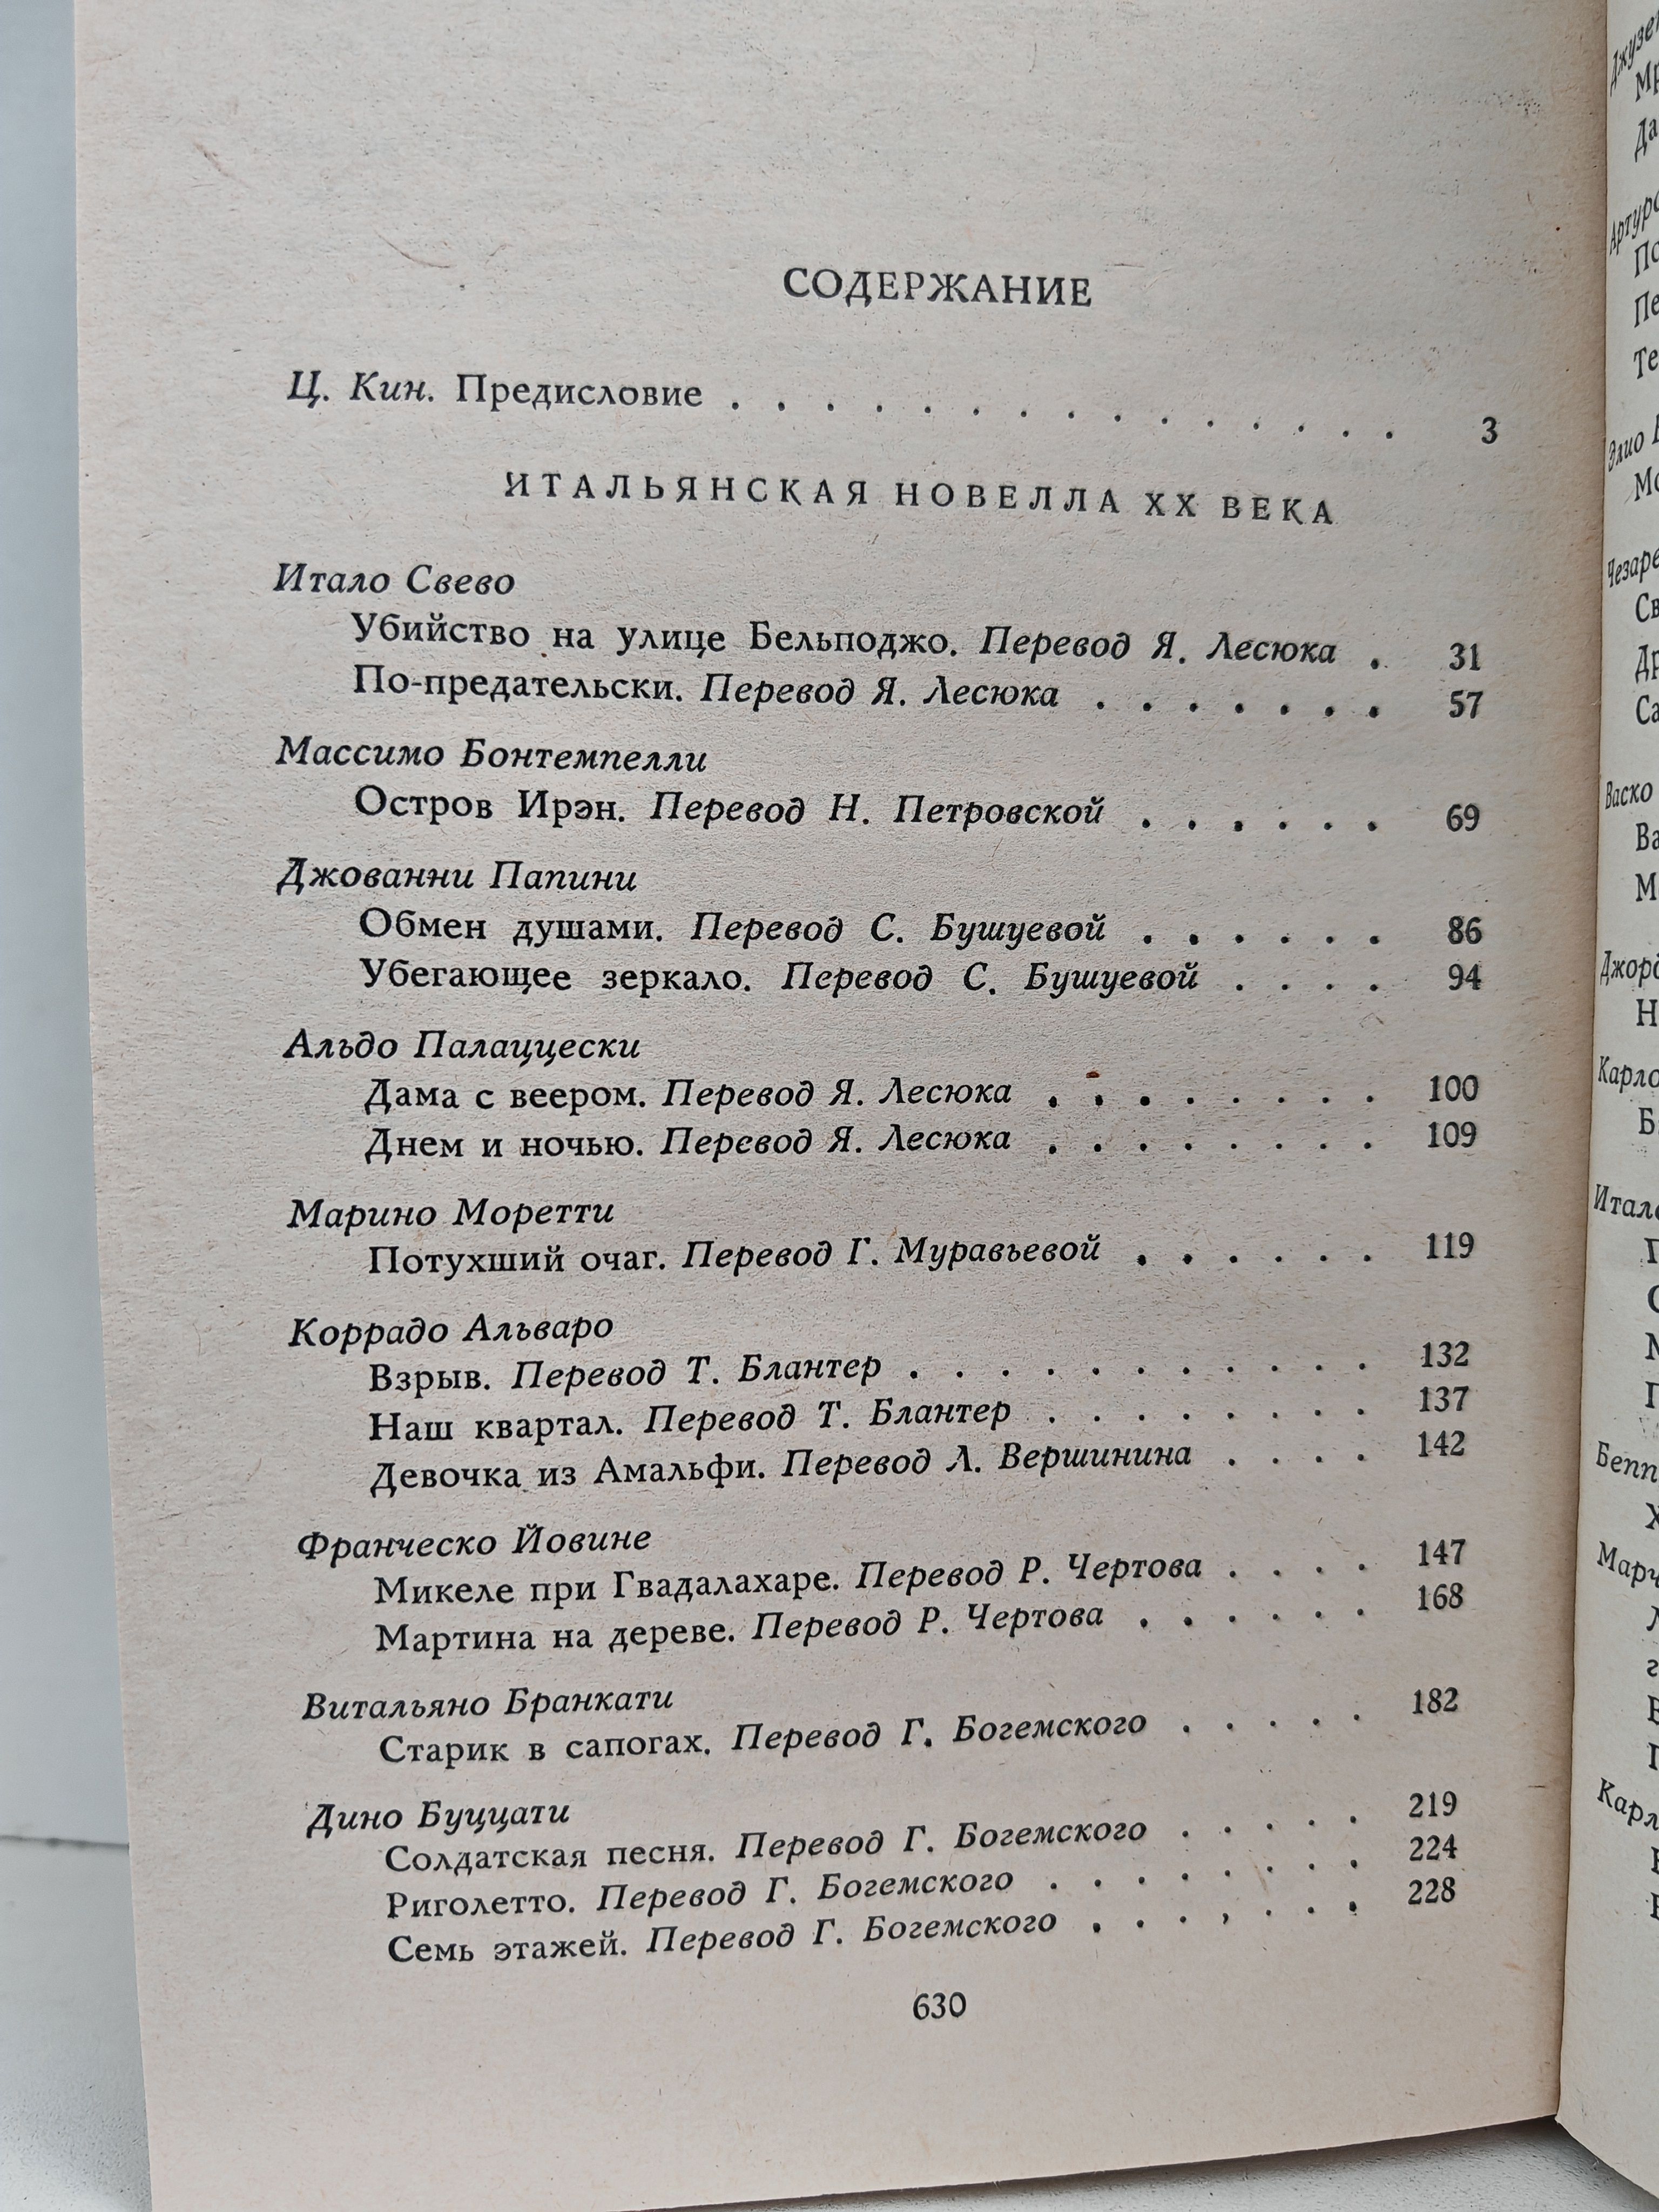 СОДЕРЖАНИЕ
Ц. Кин. Предисловие . . . . . . . . . . . . . . . 3
ИТАЛЬЯНСКАЯ НОВЕЛЛА XX ВЕКА
Итало Свево
Убийство на улице Бельподжо. Перевод Я. Лесюка . 31
По-предательски. Перевод Я. Лесюка . . . . . . . 57
Массимо Бонтемпелли
Остров Ирэн. Перевод Н. Петровской . . . . . . 69
Джованни Папини
Обмен душами. Перевод С. Бушуевой . . . . . . 86
Убегающее зеркало. Перевод С. Бушуевой . . . . 94
Альдо Палаццески
Дама с веером. Перевод Я. Лесюка . . . . . . . . 100
Днем и ночью. Перевод Я. Лесюка . . . . . . . . 109
Марино Моретти
Потухший очаг. Перевод Г. Муравьевой . . . . . . 119
Коррадо Альваро
Взрыв. Перевод Т. Блантер . . . . . . . . . . . 132
Наш квартал. Перевод Т. Блантер . . . . . . . . 137
Девочка из Амальфи. Перевод Л. Вершинина . . . . 142
Франческо Йовине
Микеле при Гвадалахаре. Перевод Р. Чертова . . . . 147
Мартина на дереве. Перевод Р. Чертова . . . . . . 168
Витальяно Бранкати
Старик в сапогах. Перевод Г. Богемского . . . . . 182
Дино Буццати
Солдатская песня. Перевод Г. Богемского . . . . . 219
Риголетто. Перевод Г. Богемского . . . . . . . . 224
Семь этажей. Перевод Г. Богемского . . . . . . . 228
630
Элио
Чезаре
Васко